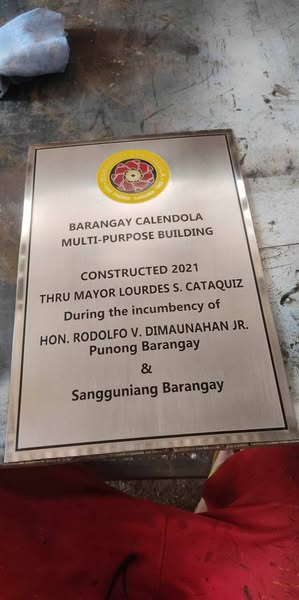 BARANGAY CALENDOLA
MULTI-PURPOSE BUILDING
CONSTRUCTED 2021
THRU MAYOR LOURDES S. CATAQUIZ
During the incumbency of
HON. RODOLFO V. DIMAUNAHAN JR.
Punong Barangay
&
Sangguniang Barangay